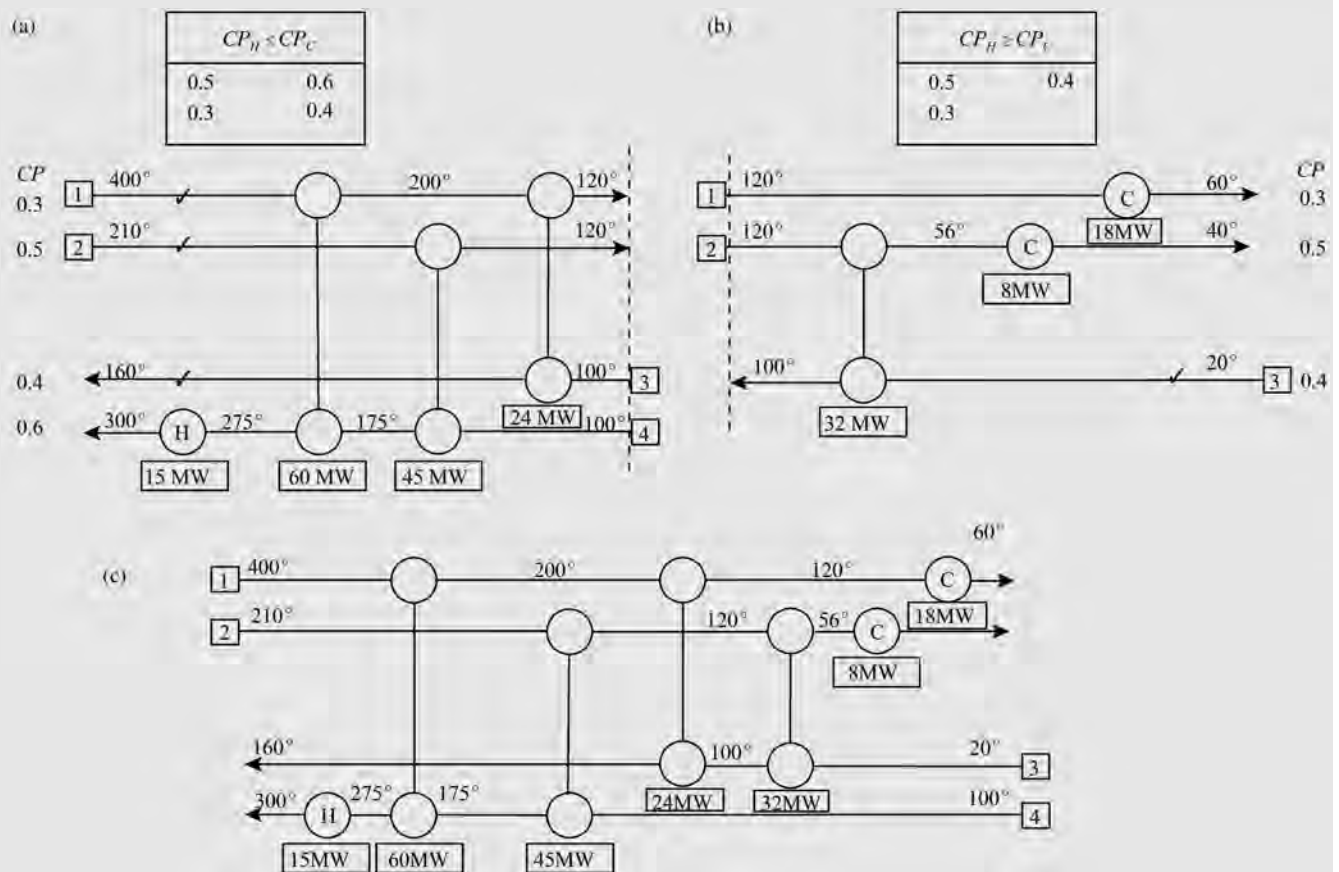 (a)
CP_H ≤ CP_C
0.5 0.6
0.3 0.4
CP
0.3 1 400° ✓ 200° 120°
0.5 2 210° ✓ 120°
0.4 160° ✓ 100° 3
24 MW
0.6 300° H 275° 175° 100° 4
15 MW 60 MW 45 MW
(b)
CP_H ≥
0.5 0.4
0.3
CP
1 120° C 60° 0.3
18MW
2 120° 56° C 40° 0.5
8MW
100° ✓ 20° 3 0.4
32 MW
(c)
60°
1 400° 200° 120° C
18MW
2 210° 120° 56° C
8MW
160° 100° 20° 3
24MW 32MW
300° H 275° 175° 100° 4
15MW 60MW 45MW